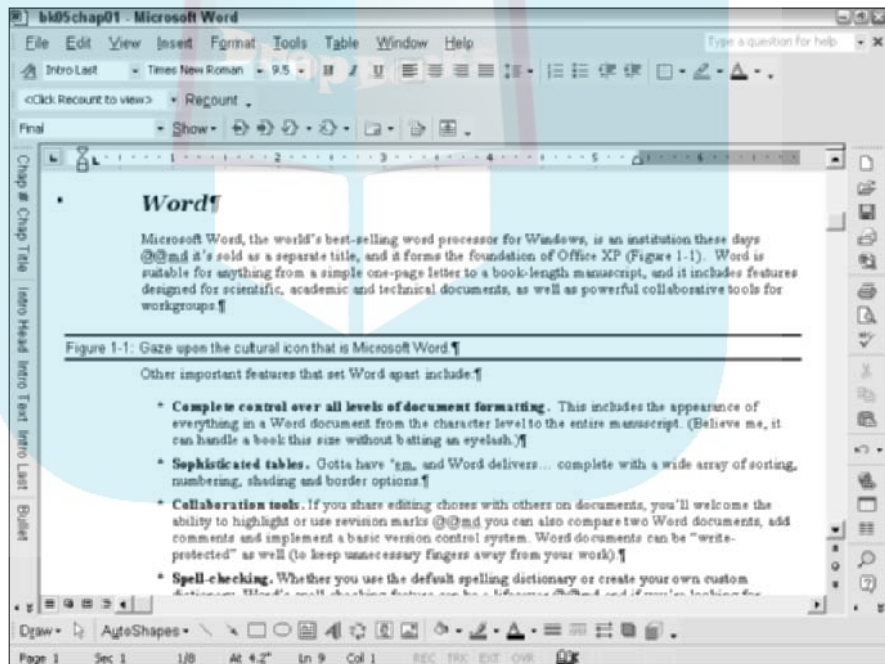 bk05chap01 - Microsoft Word
File Edit View Insert Format Tools Table Window Help Type a question for help
Intro Last Times New Roman 9.5 B I U
<Click Recount to view> Recount
Final Show
1 2 3 4 5 6
Chap # Chap Title Intro Head Intro Text Intro Last Bullet
Word¶
Microsoft Word, the world's best-selling word processor for Windows, is an institution these days
@@md it's sold as a separate title, and it forms the foundation of Office XP (Figure 1-1). Word is
suitable for anything from a simple one-page letter to a book-length manuscript, and it includes features
designed for scientific, academic and technical documents, as well as powerful collaborative tools for
workgroups.¶
Figure 1-1: Gaze upon the cultural icon that is Microsoft Word.¶
Other important features that set Word apart include:¶
* Complete control over all levels of document formatting. This includes the appearance of
everything in a Word document from the character level to the entire manuscript. (Believe me, it
can handle a book this size without batting an eyelash.)¶
* Sophisticated tables. Gotta have 'em, and Word delivers... complete with a wide array of sorting,
numbering, shading and border options.¶
* Collaboration tools. If you share editing chores with others on documents, you'll welcome the
ability to highlight or use revision marks @@md you can also compare two Word documents, add
comments and implement a basic version control system. Word documents can be "write-
protected" as well (to keep unnecessary fingers away from your work).¶
* Spell-checking. Whether you use the default spelling dictionary or create your own custom
Draw AutoShapes
Page 1 Sec 1 1/8 At 4.2" Ln 9 Col 1 REC TRK EXT OVR